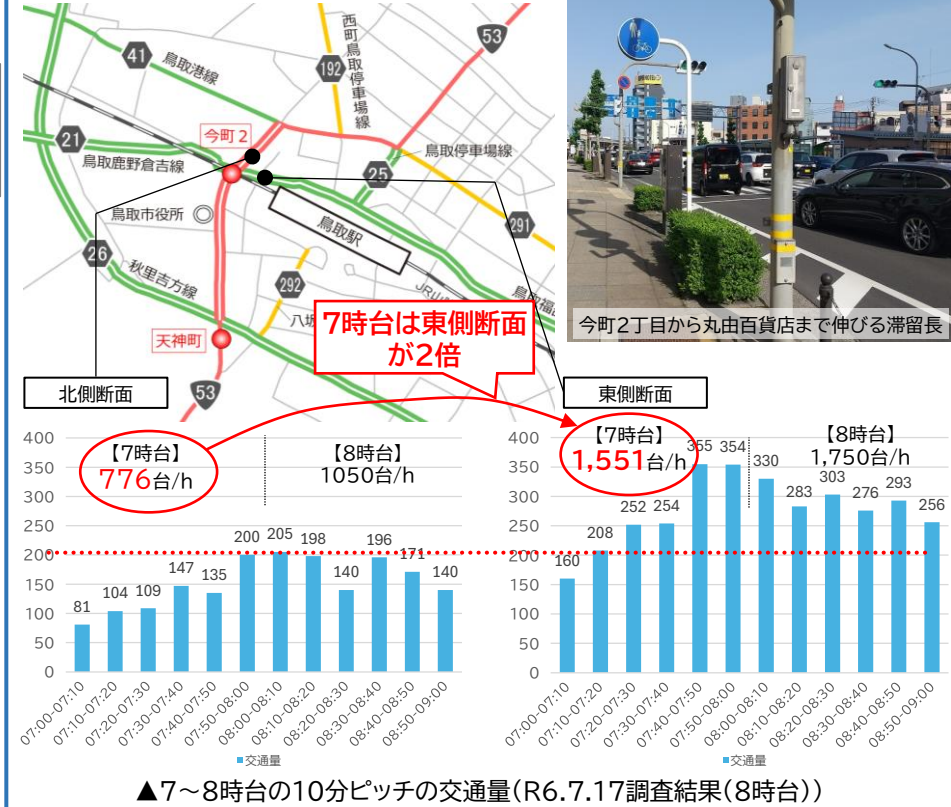 41
鳥取港線
西町鳥取停車場線
192
53
今町2
21
鳥取鹿野倉吉線
鳥取停車場線
25
鳥取市役所
鳥取駅
291
26
秋里吉方線
292
JR山
鳥取福
八坂
天神町
53
今町2丁目から丸由百貨店まで伸びる滞留長
7時台は東側断面
が2倍
北側断面
東側断面
【7時台】
776台/h
【8時台】
1050台/h
400
350
300
250
200
150
100
50
0
81
104
109
147
135
200
205
198
140
196
171
140
07:00-07:10
07:10-07:20
07:20-07:30
07:30-07:40
07:40-07:50
07:50-08:00
08:00-08:10
08:10-08:20
08:20-08:30
08:30-08:40
08:40-08:50
08:50-09:00
交通量
【7時台】
1,551台/h
【8時台】
1,750台/h
400
350
300
250
200
150
100
50
0
160
208
252
254
355
354
330
283
303
276
293
256
07:00-07:10
07:10-07:20
07:20-07:30
07:30-07:40
07:40-07:50
07:50-08:00
08:00-08:10
08:10-08:20
08:20-08:30
08:30-08:40
08:40-08:50
08:50-09:00
交通量
▲7～8時台の10分ピッチの交通量(R6.7.17調査結果(8時台))